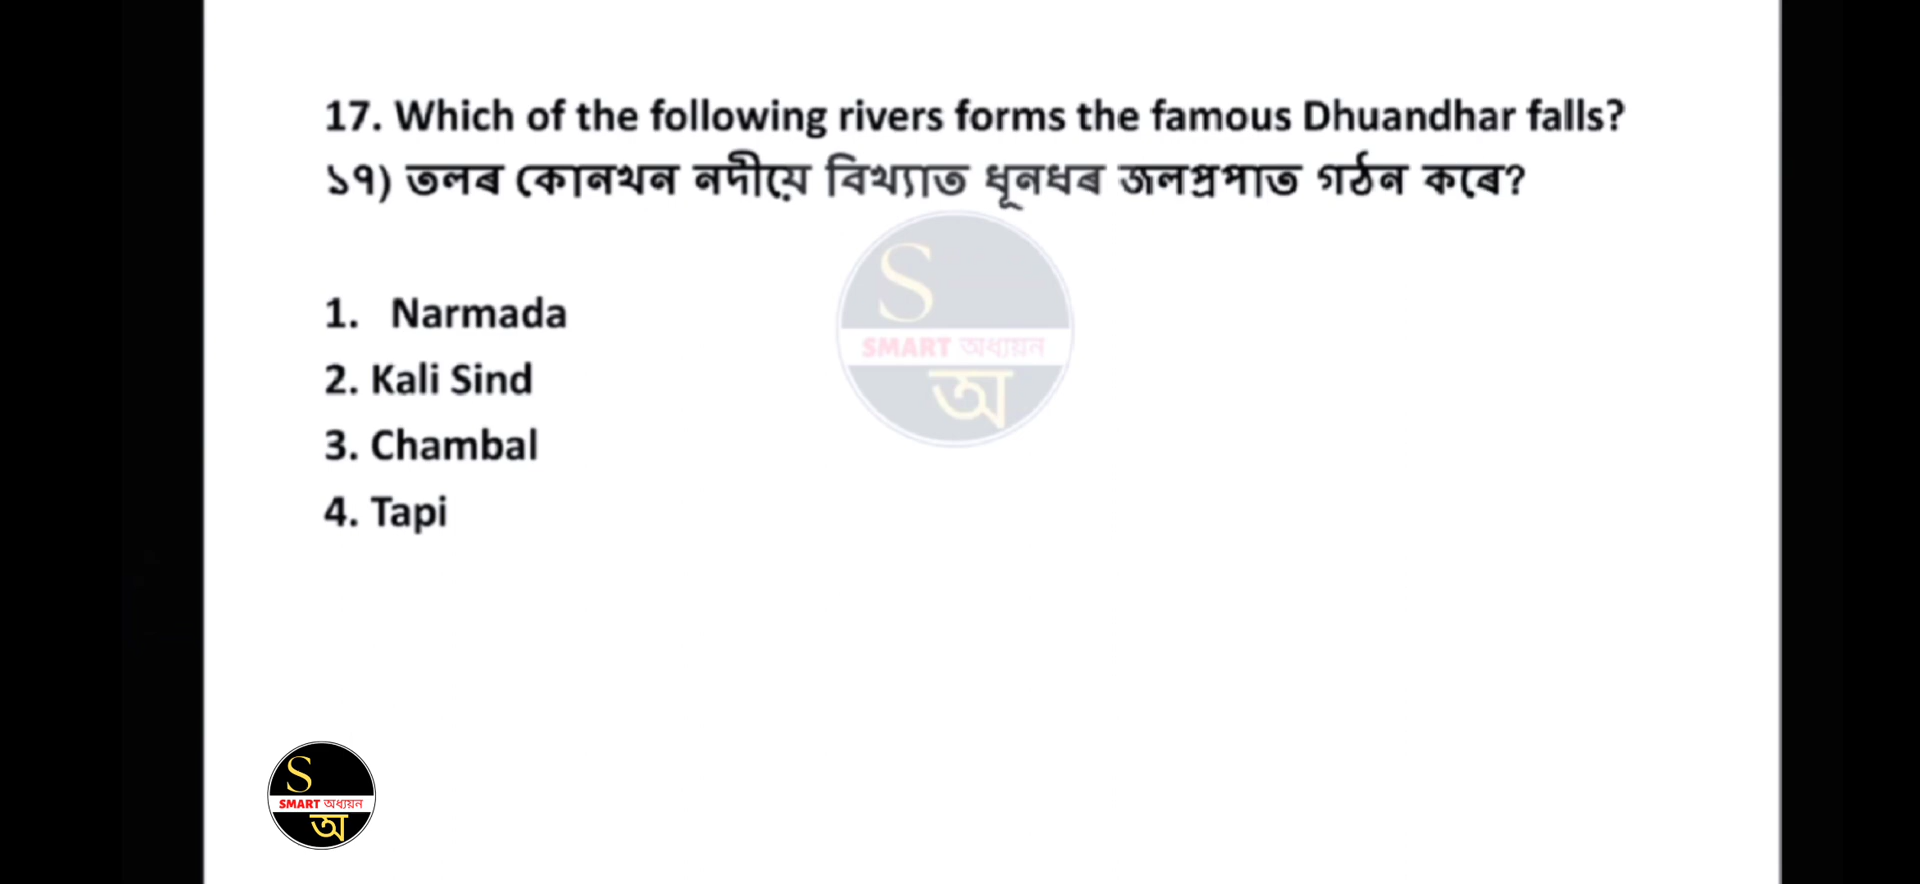 17. Which of the following rivers forms the famous Dhuandhar falls?
১৭) তলৰ কোনখন নদীয়ে বিখ্যাত ধূনধৰ জলপ্ৰপাত গঠন কৰে?
S
SMART অধ্যয়ন
অ
1. Narmada
2. Kali Sind
3. Chambal
4. Tapi
S
SMART অধ্যয়ন
অ